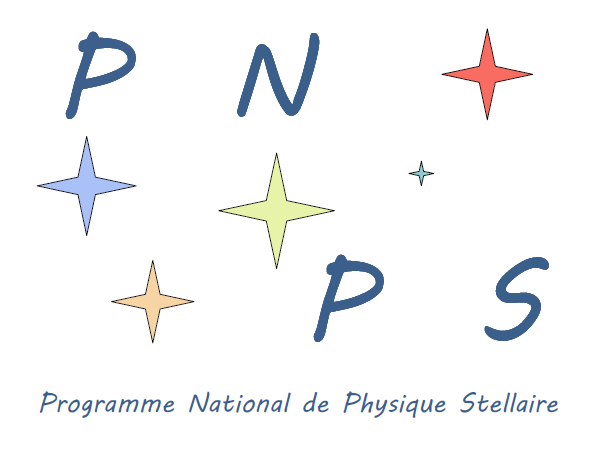 P N
P S
Programme National de Physique Stellaire